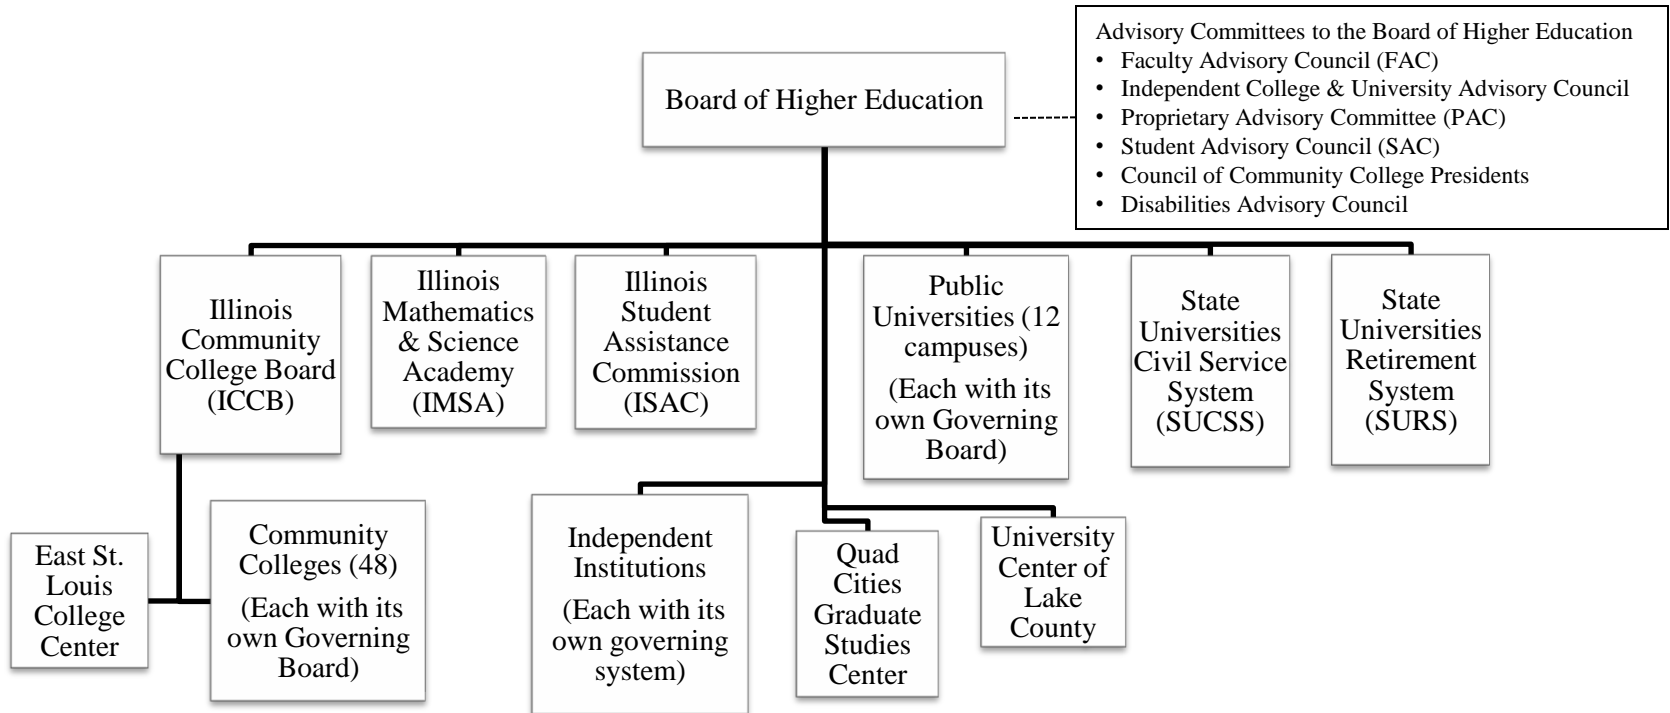 Advisory Committees to the Board of Higher Education
• Faculty Advisory Council (FAC)
• Independent College & University Advisory Council
• Proprietary Advisory Committee (PAC)
• Student Advisory Council (SAC)
• Council of Community College Presidents
• Disabilities Advisory Council
Board of Higher Education
Illinois
Community
College Board
(ICCB)
Illinois
Mathematics
& Science
Academy
(IMSA)
Illinois
Student
Assistance
Commission
(ISAC)
Public
Universities (12
campuses)
(Each with its
own Governing
Board)
State
Universities
Civil Service
System
(SUCSS)
State
Universities
Retirement
System
(SURS)
East St.
Louis
College
Center
Community
Colleges (48)
(Each with its
own Governing
Board)
Independent
Institutions
(Each with its
own governing
system)
Quad
Cities
Graduate
Studies
Center
University
Center of
Lake
County